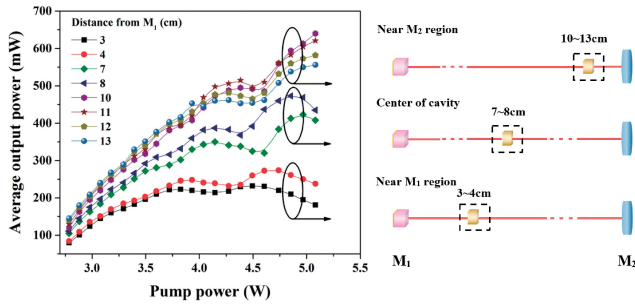 Distance from M1 (cm)
3
4
7
8
10
11
12
13
700
600
500
400
300
200
100
3.0 3.5 4.0 4.5 5.0 5.5
Average output power (mW)
Pump power (W)
Near M2 region
10~13cm
Center of cavity
7~8cm
Near M1 region
3~4cm
M1
M2